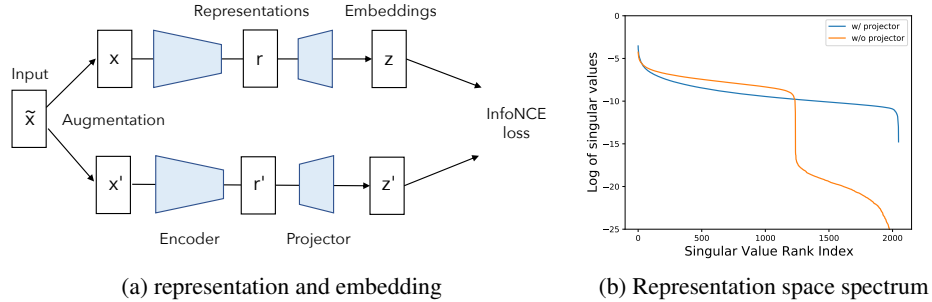 Representations Embeddings
Input
x r z
x̃
Augmentation
InfoNCE
loss
x' r' z'
Encoder Projector
(a) representation and embedding
w/ projector
w/o projector
Log of singular values
−5
−10
−15
−20
−25
0 500 1000 1500 2000
Singular Value Rank Index
(b) Representation space spectrum